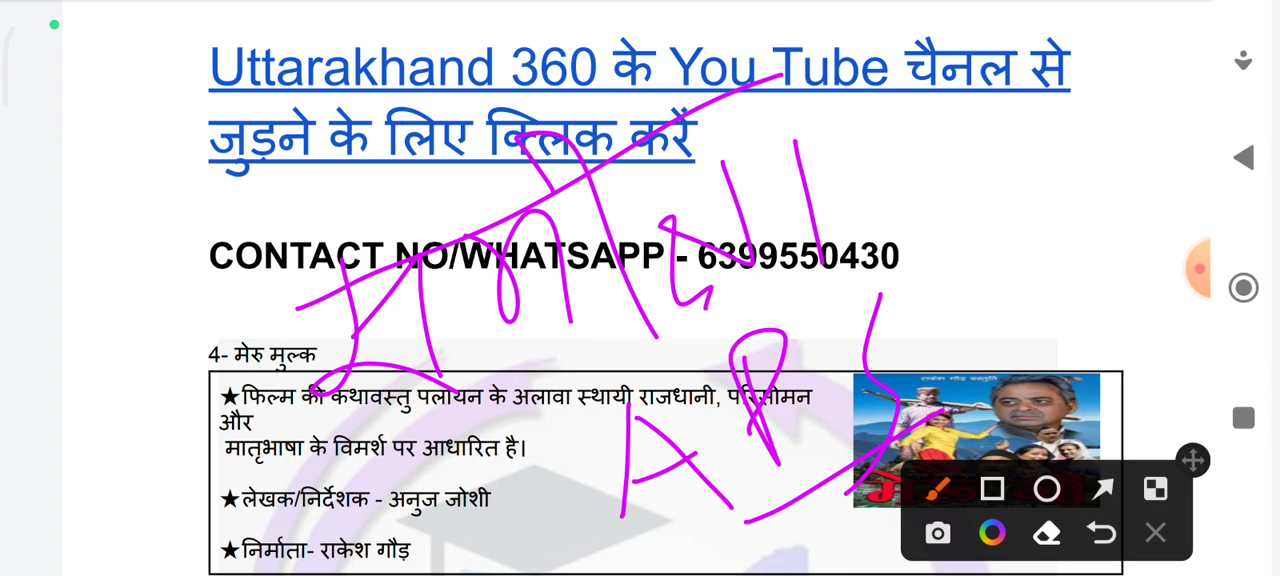 Uttarakhand 360 के You Tube चैनल से
जुड़ने के लिए क्लिक करें
CONTACT NO/WHATSAPP - 6399550430
4- मेरु मुल्क
★फिल्म की कथावस्तु पलायन के अलावा स्थायी राजधानी, परिसीमन
और
मातृभाषा के विमर्श पर आधारित है।
राकेश गौड़ प्रस्तुति
★लेखक/निर्देशक - अनुज जोशी
★निर्माता- राकेश गौड़